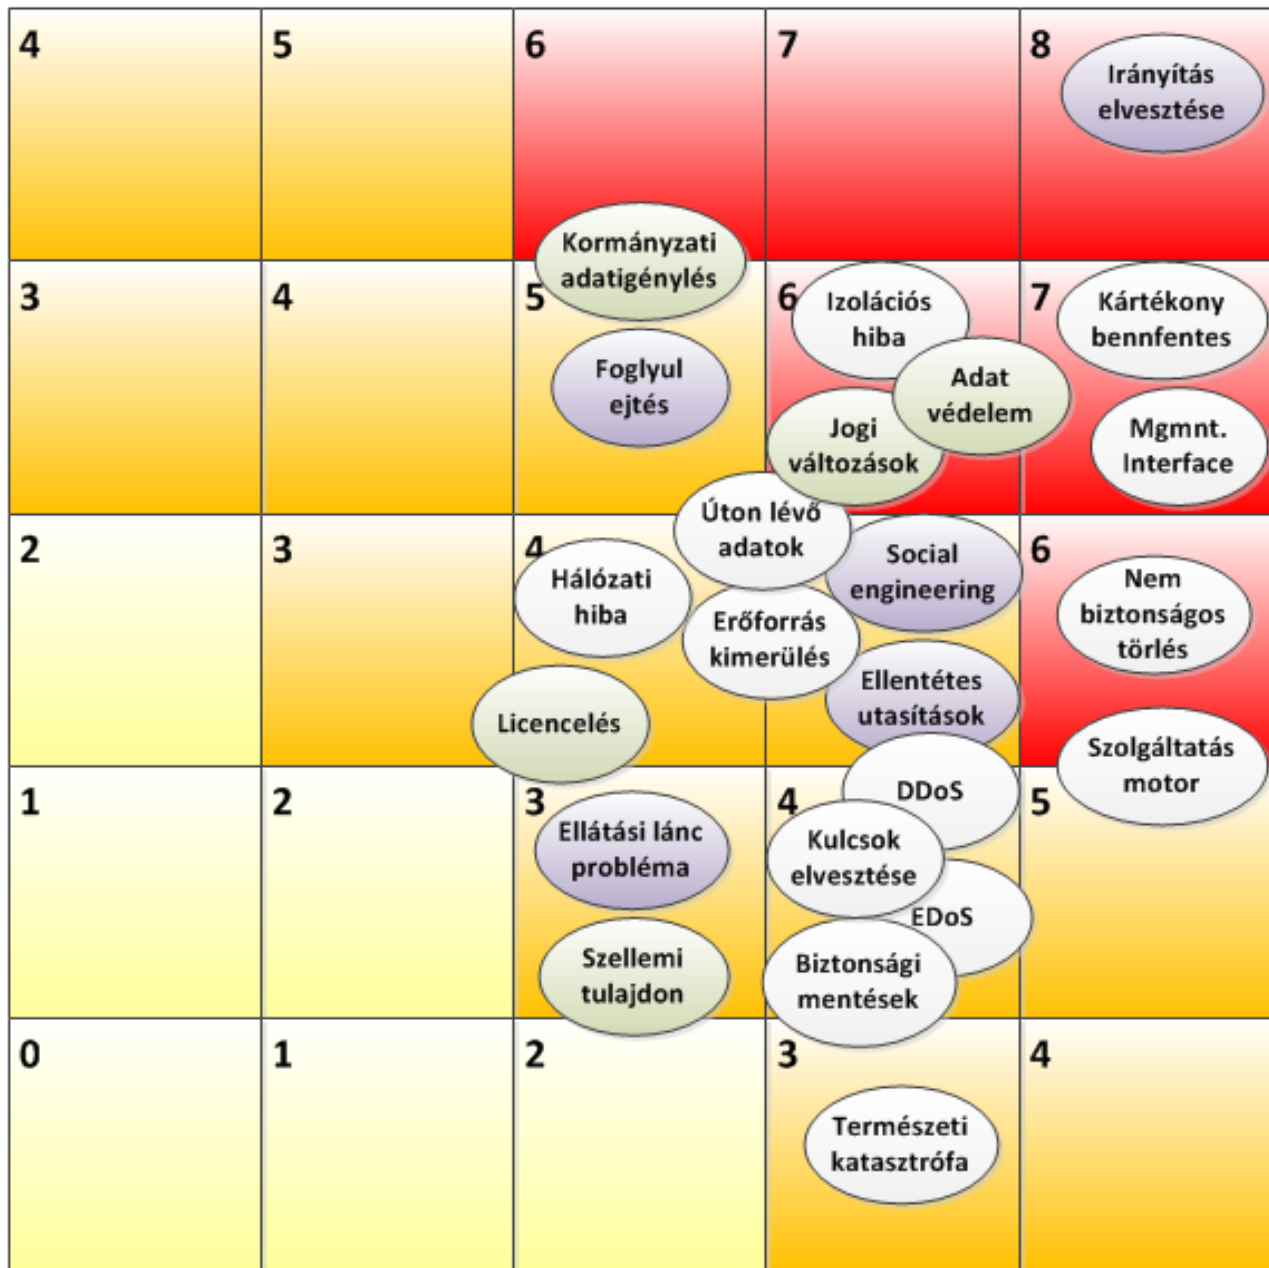 4
5
6
7
8
Irányítás
elvesztése
Kormányzati
adatigénylés
3
4
5
6
7
Izolációs
hiba
Kártékony
bennfentes
Foglyul
ejtés
Adat
védelem
Jogi
változások
Mgmnt.
Interface
Úton lévő
adatok
2
3
4
6
Social
engineering
Hálózati
hiba
Nem
biztonságos
törlés
Erőforrás
kimerülés
Ellentétes
utasítások
Licencelés
Szolgáltatás
motor
1
2
3
4
5
DDoS
Ellátási lánc
probléma
Kulcsok
elvesztése
EDoS
Szellemi
tulajdon
Biztonsági
mentések
0
1
2
3
4
Természeti
katasztrófa